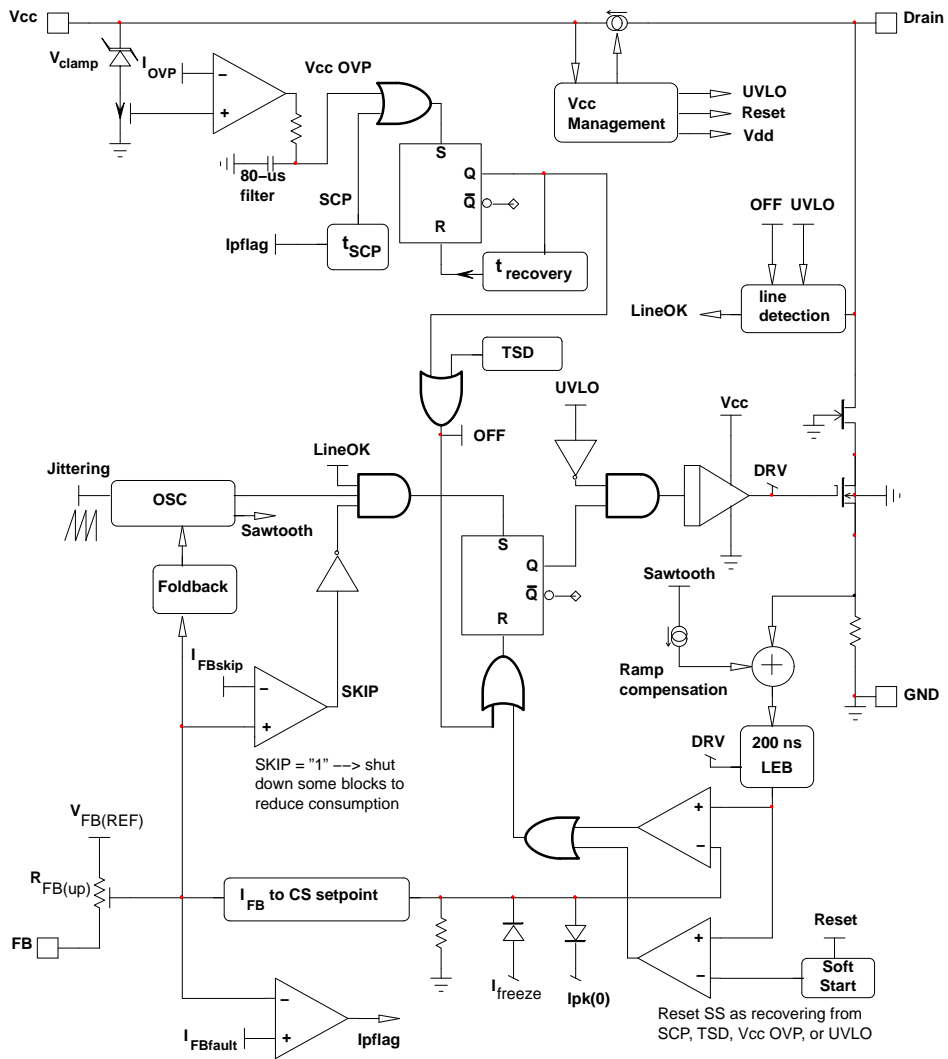 Vcc
Drain
Vclamp
IOVP
−
+
Vcc OVP
80−us
filter
SCP
Ipflag
tSCP
S
Q
Q
R
trecovery
Vcc
Management
UVLO
Reset
Vdd
OFF UVLO
line
detection
LineOK
TSD
OFF
UVLO
Vcc
DRV
LineOK
Jittering
OSC
Sawtooth
Foldback
IFBskip
−
+
SKIP
SKIP = "1" −−> shut
down some blocks to
reduce consumption
S
Q
Q
R
Sawtooth
Ramp
compensation
+
GND
DRV
200 ns
LEB
+
−
VFB(REF)
RFB(up)
FB
IFB to CS setpoint
Ifreeze
Ipk(0)
+
−
Reset
Soft
Start
Reset SS as recovering from
SCP, TSD, Vcc OVP, or UVLO
−
+
IFBfault
Ipflag